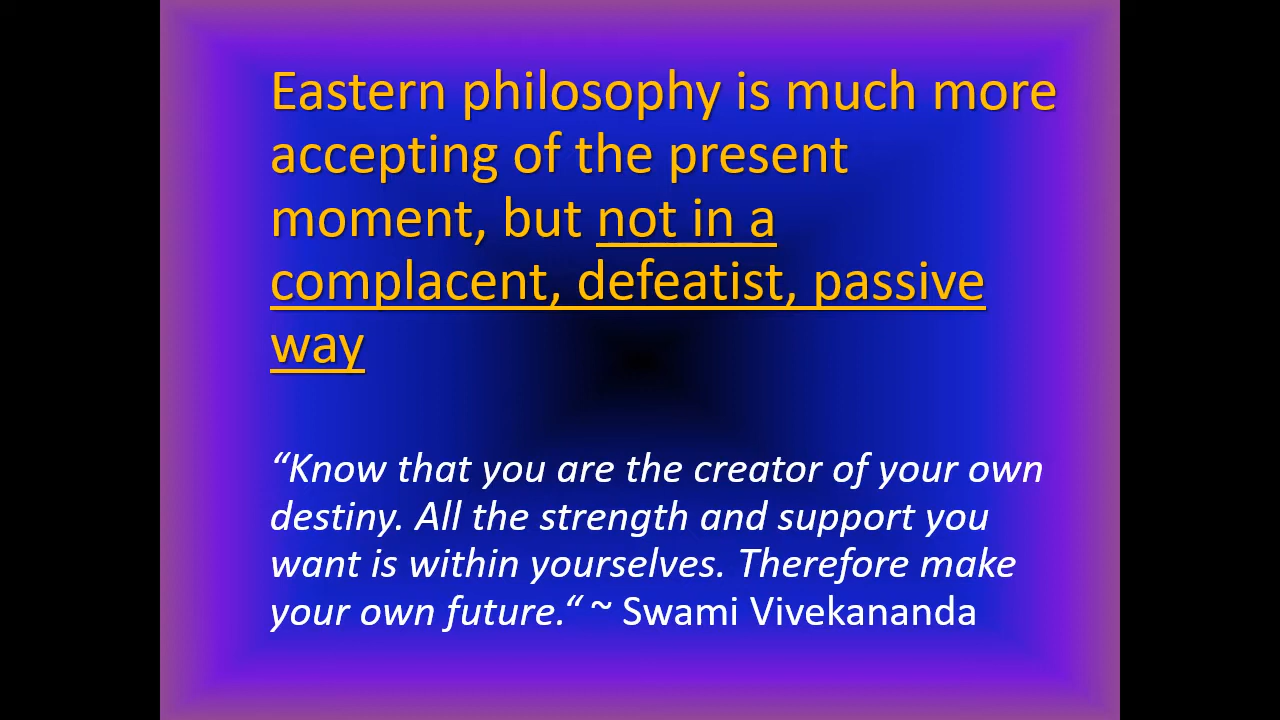 Eastern philosophy is much more
accepting of the present
moment, but not in a
complacent, defeatist, passive
way
“Know that you are the creator of your own
destiny. All the strength and support you
want is within yourselves. Therefore make
your own future.“ ~ Swami Vivekananda